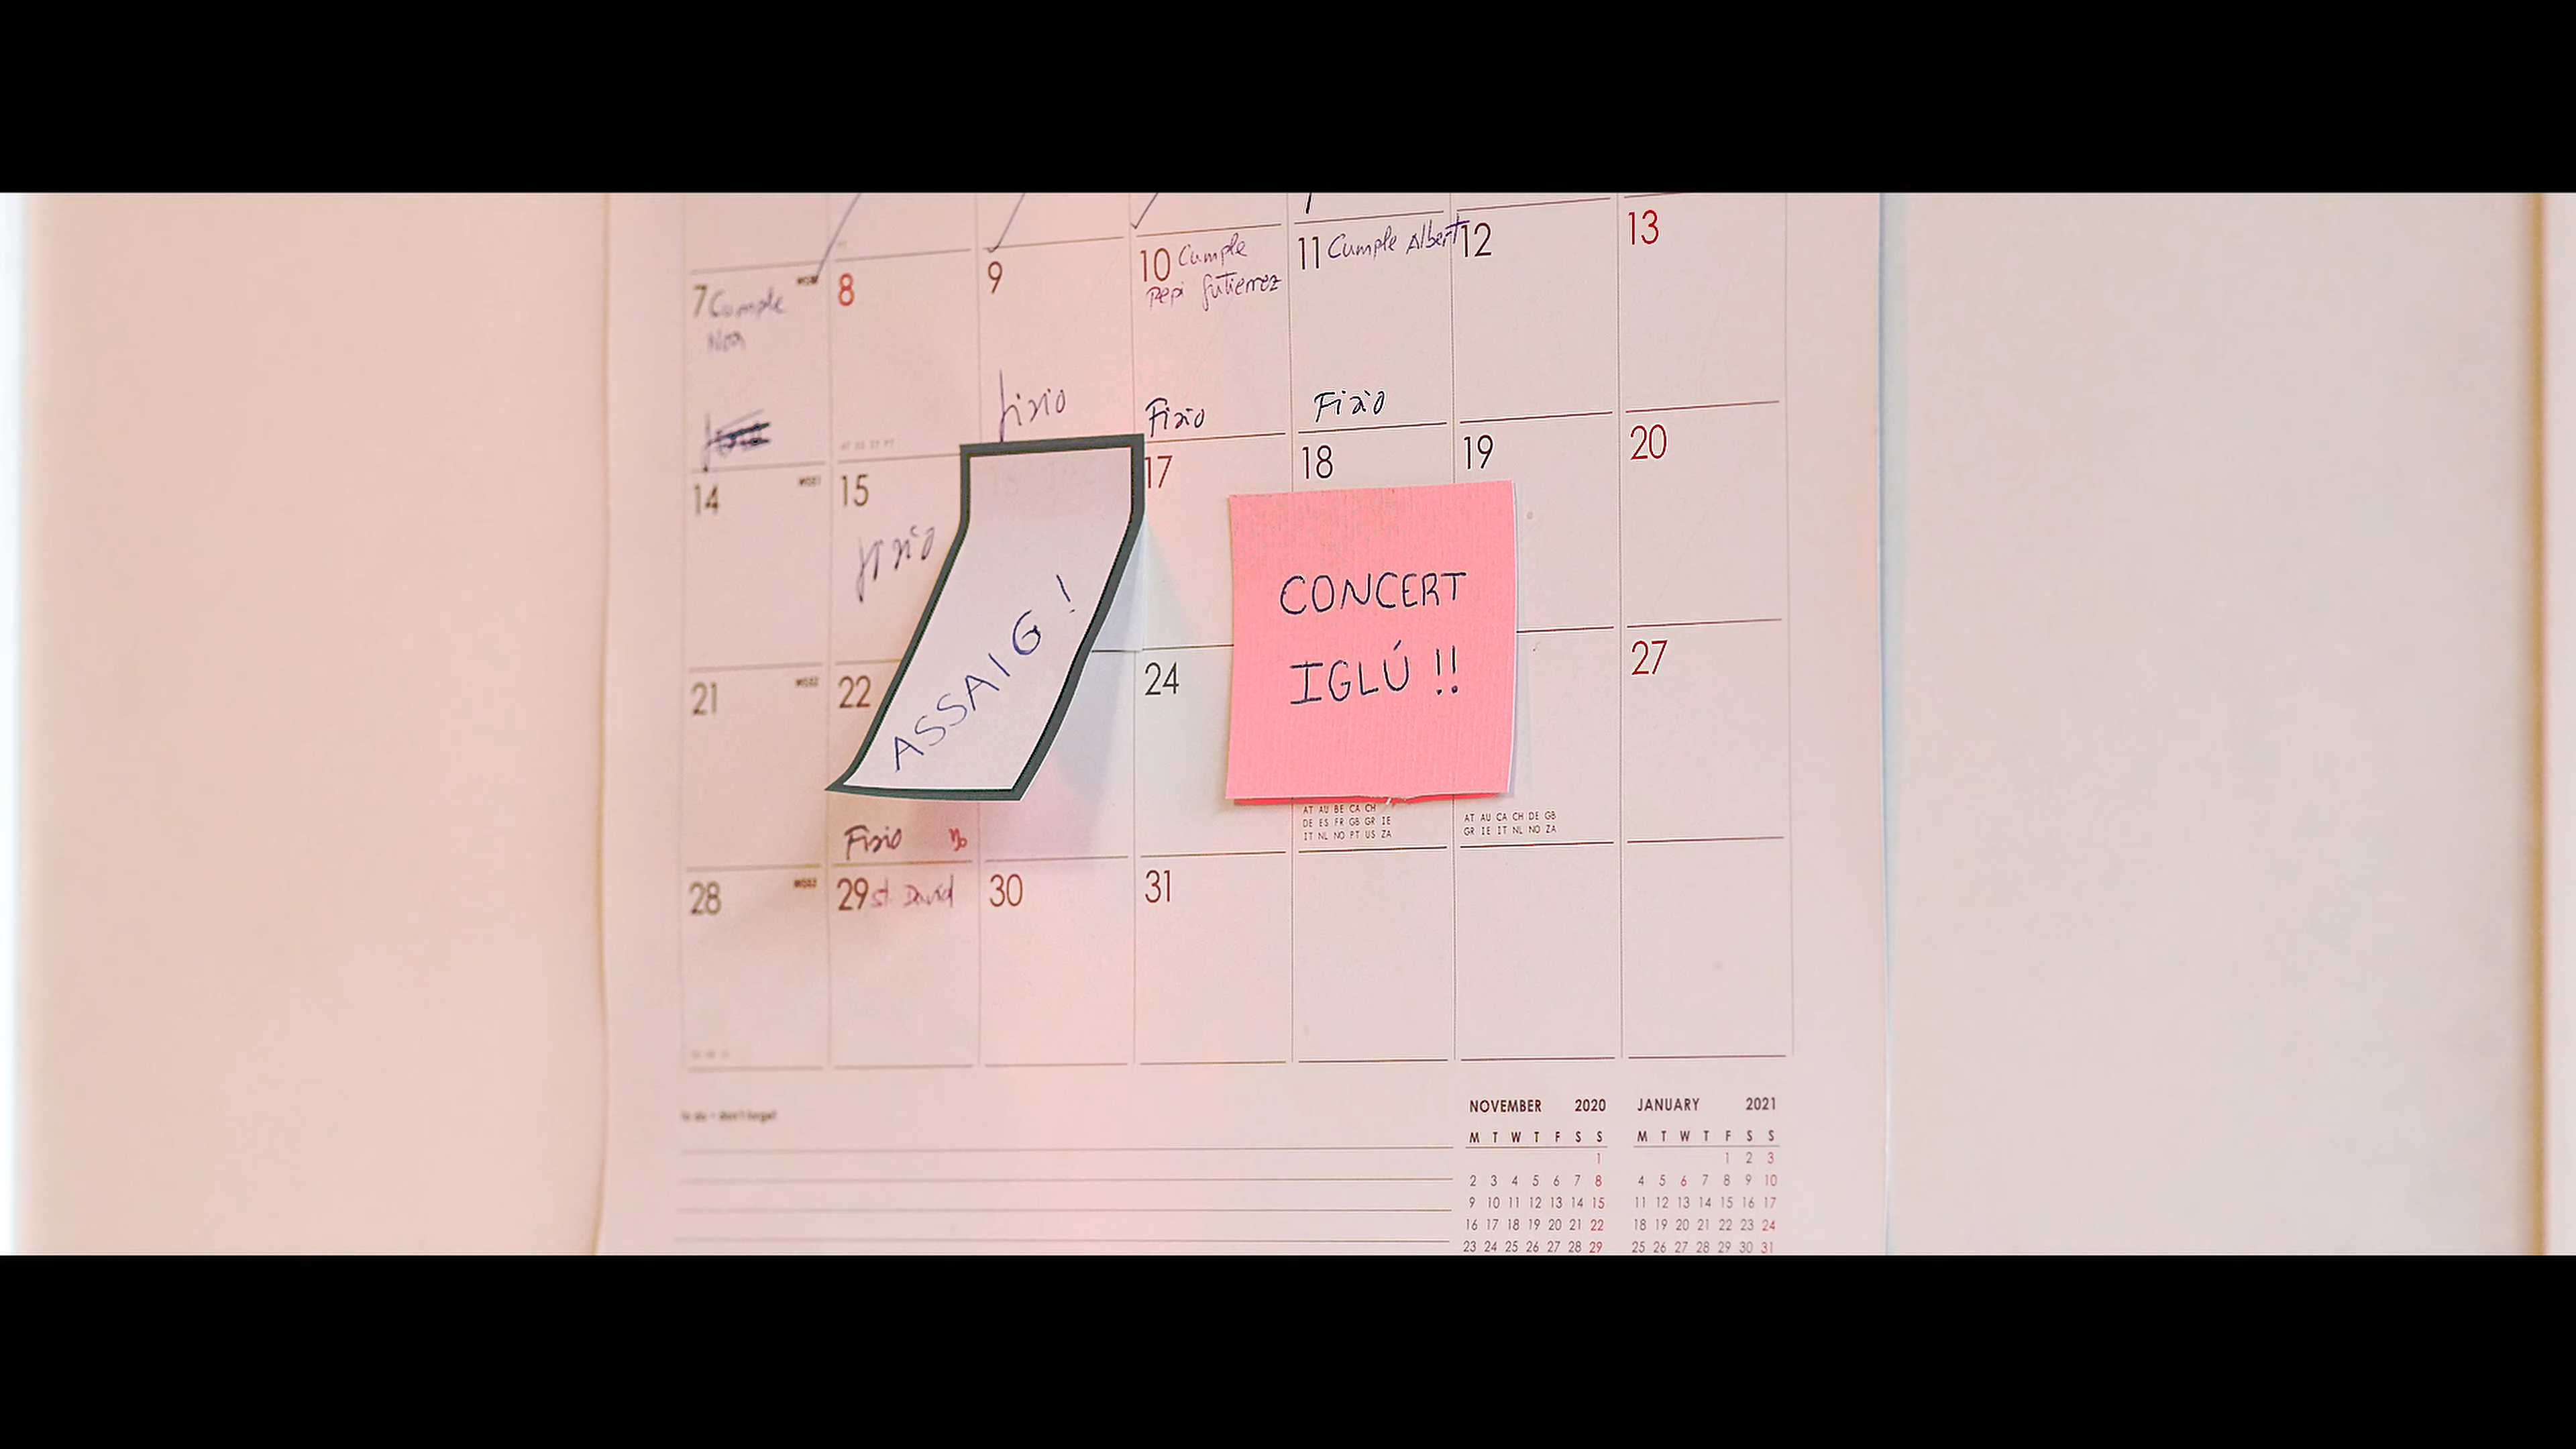 7 Cumple
Noa
8
9
10 Cumple
Pepi Gutierrez
11 Cumple Albert
12
13
Fisio
Fisio
Fisio
14
15
17
18
19
20
Fisio
ASSAIG !
CONCERT
IGLÚ !!
21
22
24
27
Fisio
AT AU BE CA CH
DE ES FR GB GR IE
IT NL NO PT US ZA
AT AU CA CH DE GB
GR IE IT NL NO ZA
28
29 St. David
30
31
To do • don't forget!
NOVEMBER 2020
M T W T F S S
1
2 3 4 5 6 7 8
9 10 11 12 13 14 15
16 17 18 19 20 21 22
23 24 25 26 27 28 29
JANUARY 2021
M T W T F S S
1 2 3
4 5 6 7 8 9 10
11 12 13 14 15 16 17
18 19 20 21 22 23 24
25 26 27 28 29 30 31